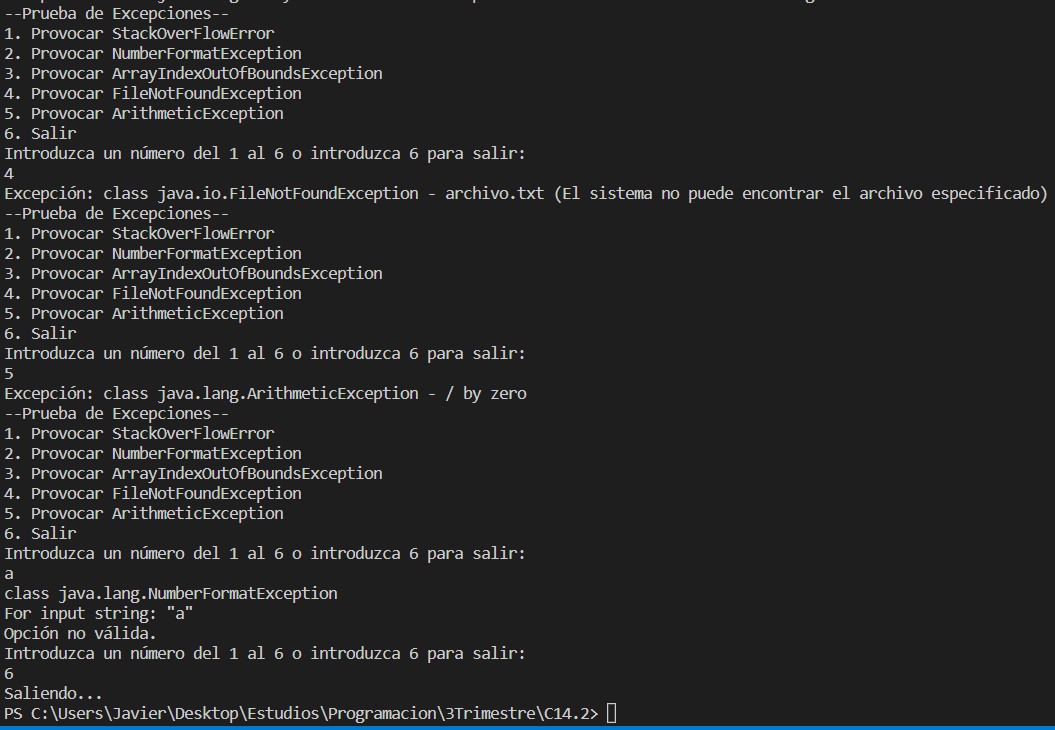 --Prueba de Excepciones--
1. Provocar StackOverFlowError
2. Provocar NumberFormatException
3. Provocar ArrayIndexOutOfBoundsException
4. Provocar FileNotFoundException
5. Provocar ArithmeticException
6. Salir
Introduzca un número del 1 al 6 o introduzca 6 para salir:
4
Excepción: class java.io.FileNotFoundException - archivo.txt (El sistema no puede encontrar el archivo especificado)
--Prueba de Excepciones--
1. Provocar StackOverFlowError
2. Provocar NumberFormatException
3. Provocar ArrayIndexOutOfBoundsException
4. Provocar FileNotFoundException
5. Provocar ArithmeticException
6. Salir
Introduzca un número del 1 al 6 o introduzca 6 para salir:
5
Excepción: class java.lang.ArithmeticException - / by zero
--Prueba de Excepciones--
1. Provocar StackOverFlowError
2. Provocar NumberFormatException
3. Provocar ArrayIndexOutOfBoundsException
4. Provocar FileNotFoundException
5. Provocar ArithmeticException
6. Salir
Introduzca un número del 1 al 6 o introduzca 6 para salir:
a
class java.lang.NumberFormatException
For input string: "a"
Opción no válida.
Introduzca un número del 1 al 6 o introduzca 6 para salir:
6
Saliendo...
PS C:\Users\Javier\Desktop\Estudios\Programacion\3Trimestre\C14.2>